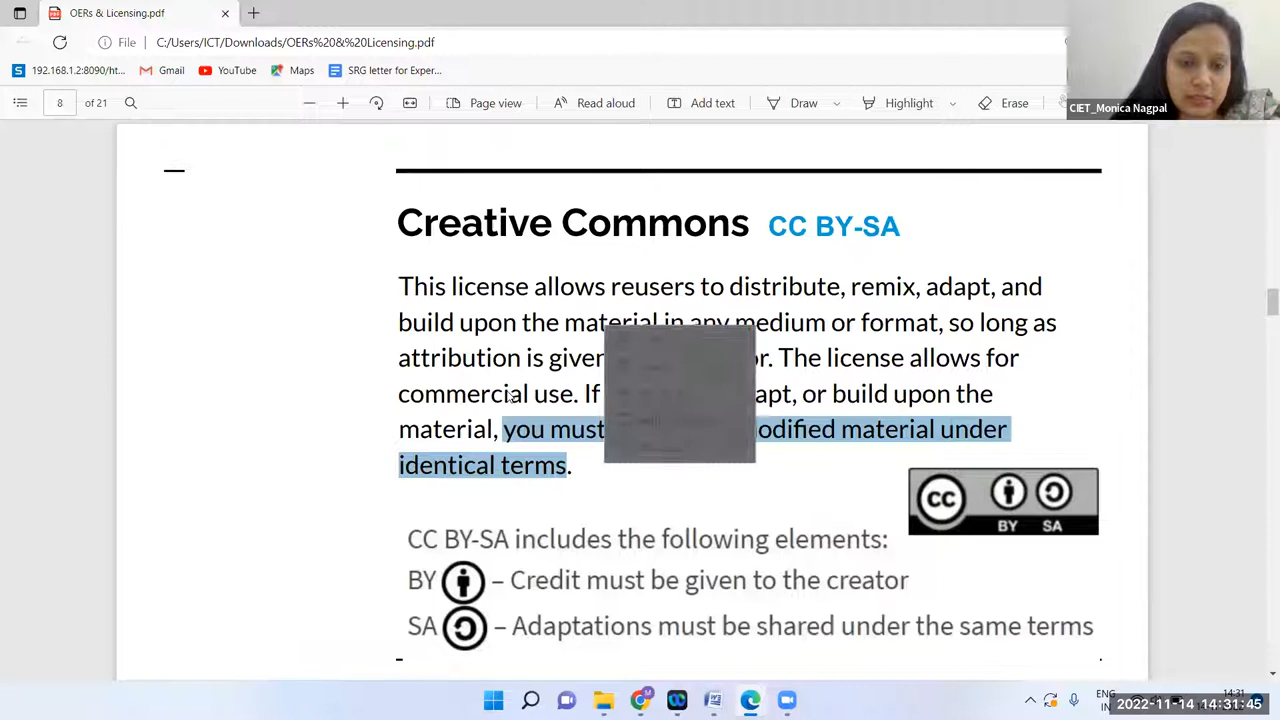 OERs & Licensing.pdf
File C:/Users/ICT/Downloads/OERs%20&%20Licensing.pdf
192.168.1.2:8090/ht... Gmail YouTube Maps SRG letter for Exper...
8 of 21 Page view Read aloud Add text Draw Highlight Erase
CIET_Monica Nagpal
Creative Commons CC BY-SA
This license allows reusers to distribute, remix, adapt, and
build upon the material in any medium or format, so long as
attribution is given The license allows for
commercial use. If or build upon the
material, you must material under
identical terms.
CC BY SA
CC BY-SA includes the following elements:
BY – Credit must be given to the creator
SA – Adaptations must be shared under the same terms
ENG
IN
14:31
2022-11-14 14:31:45